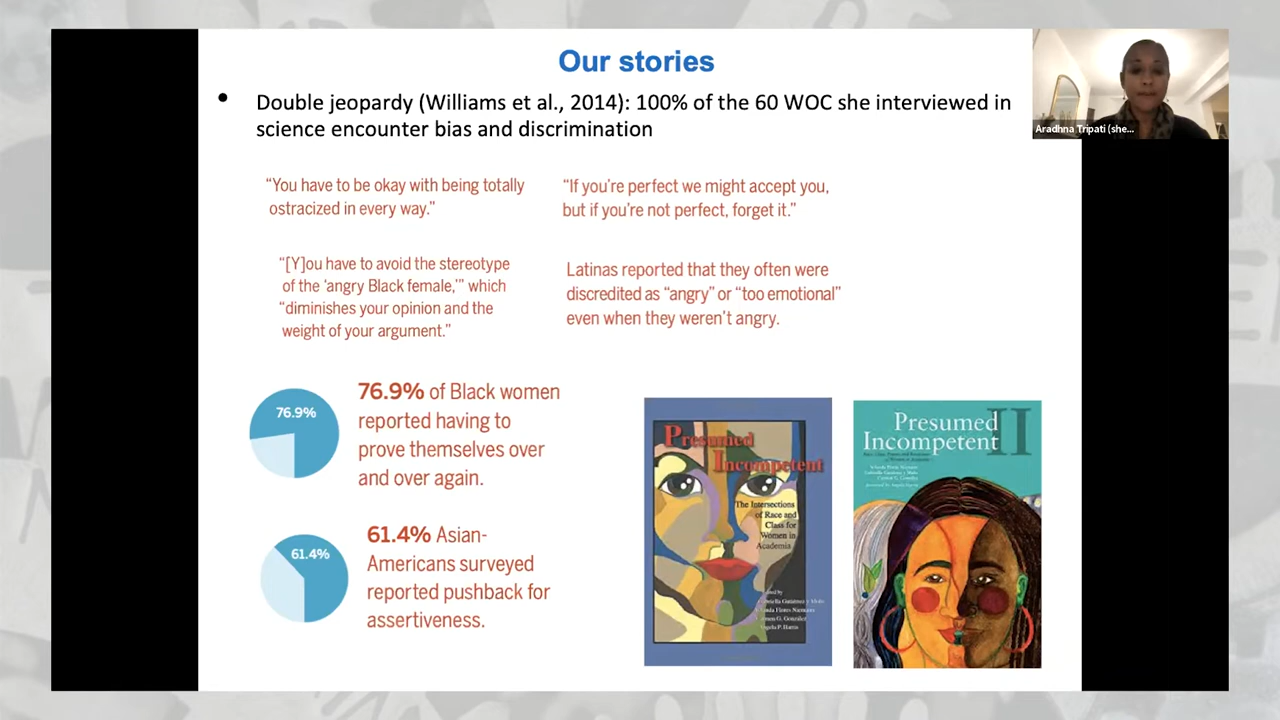 Our stories
• Double jeopardy (Williams et al., 2014): 100% of the 60 WOC she interviewed in
science encounter bias and discrimination
Aradhna Tripati (she...
“You have to be okay with being totally
ostracized in every way.”
“If you’re perfect we might accept you,
but if you’re not perfect, forget it.”
“[Y]ou have to avoid the stereotype
of the ‘angry Black female,’” which
“diminishes your opinion and the
weight of your argument.”
Latinas reported that they often were
discredited as “angry” or “too emotional”
even when they weren’t angry.
76.9%
76.9% of Black women
reported having to
prove themselves over
and over again.
61.4%
61.4% Asian-
Americans surveyed
reported pushback for
assertiveness.
Presumed
Incompetent
The Intersections
of Race and
Class for
Women in
Academia
Presumed
Incompetent II